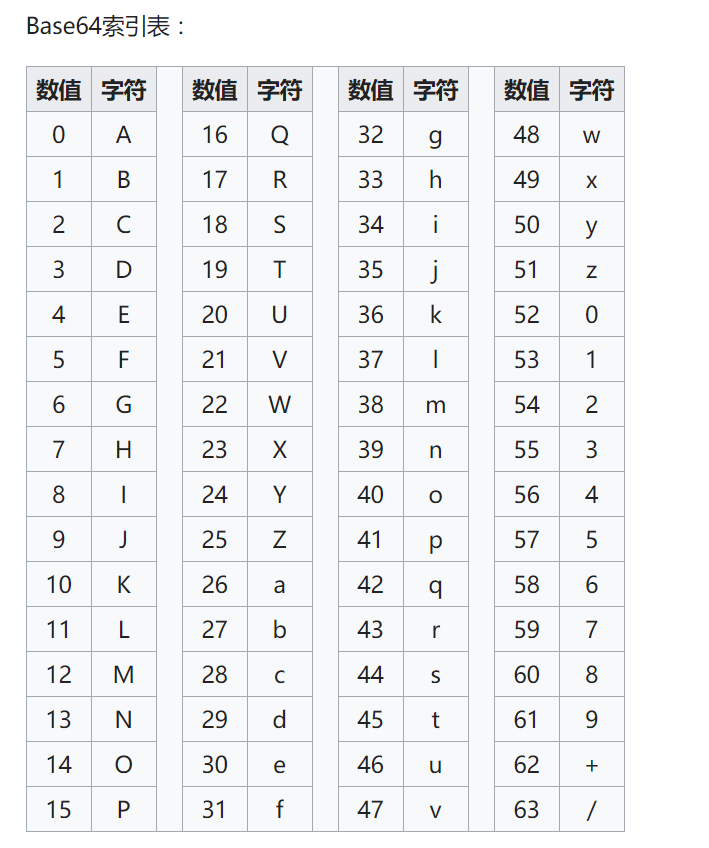 Base64索引表：
数值 字符 数值 字符 数值 字符 数值 字符
0 A 16 Q 32 g 48 w
1 B 17 R 33 h 49 x
2 C 18 S 34 i 50 y
3 D 19 T 35 j 51 z
4 E 20 U 36 k 52 0
5 F 21 V 37 l 53 1
6 G 22 W 38 m 54 2
7 H 23 X 39 n 55 3
8 I 24 Y 40 o 56 4
9 J 25 Z 41 p 57 5
10 K 26 a 42 q 58 6
11 L 27 b 43 r 59 7
12 M 28 c 44 s 60 8
13 N 29 d 45 t 61 9
14 O 30 e 46 u 62 +
15 P 31 f 47 v 63 /